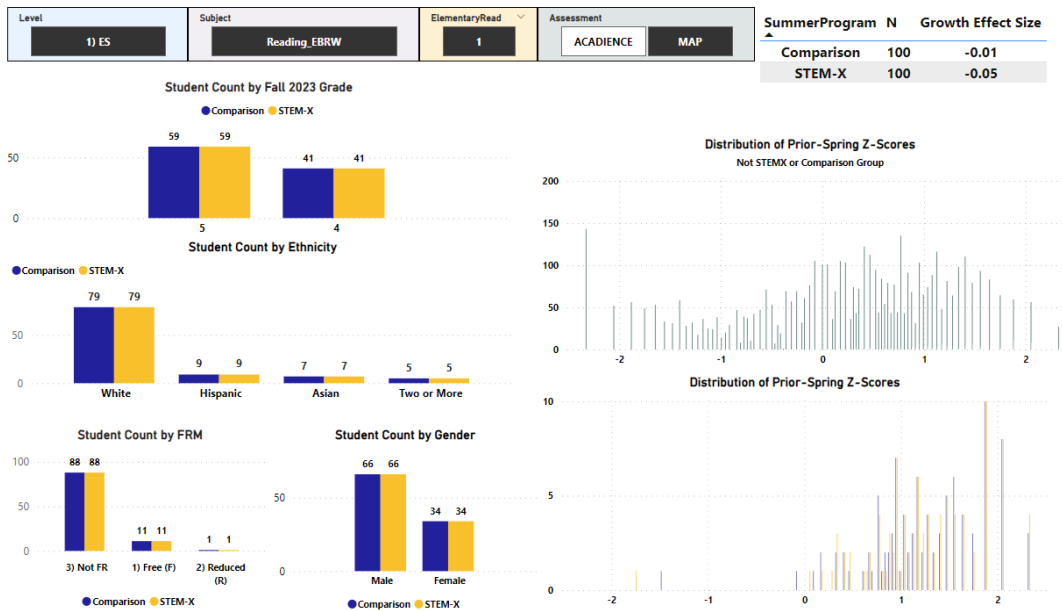 Level
1) ES
Subject
Reading_EBRW
ElementaryRead
1
Assessment
ACADIENCE MAP
SummerProgram N Growth Effect Size
Comparison 100 -0.01
STEM-X 100 -0.05
Student Count by Fall 2023 Grade
Comparison STEM-X
59 59
41 41
50
0
5 4
Student Count by Ethnicity
Comparison STEM-X
79 79
50
9 9
7 7
5 5
0
White Hispanic Asian Two or More
Student Count by FRM
100
88 88
50
11 11
1 1
0
3) Not FR 1) Free (F) 2) Reduced
(R)
Comparison STEM-X
Student Count by Gender
66 66
50
34 34
0
Male Female
Comparison STEM-X
Distribution of Prior-Spring Z-Scores
Not STEMX or Comparison Group
200
150
100
50
0
-2 -1 0 1 2
Distribution of Prior-Spring Z-Scores
10
5
0
-2 -1 0 1 2